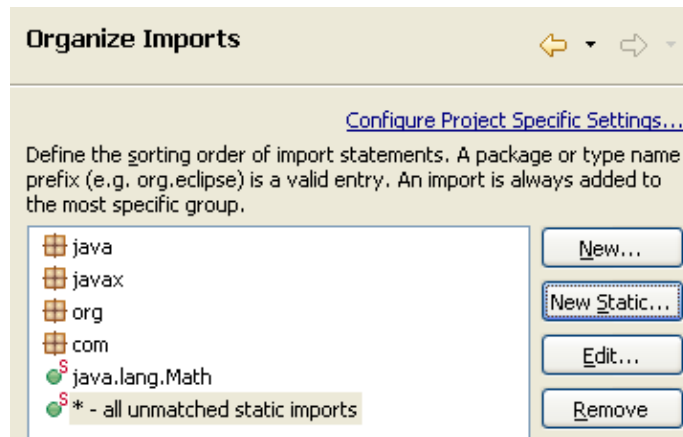 Organize Imports
Configure Project Specific Settings...
Define the sorting order of import statements. A package or type name
prefix (e.g. org.eclipse) is a valid entry. An import is always added to
the most specific group.
java
javax
org
com
java.lang.Math
* - all unmatched static imports
New...
New Static...
Edit...
Remove